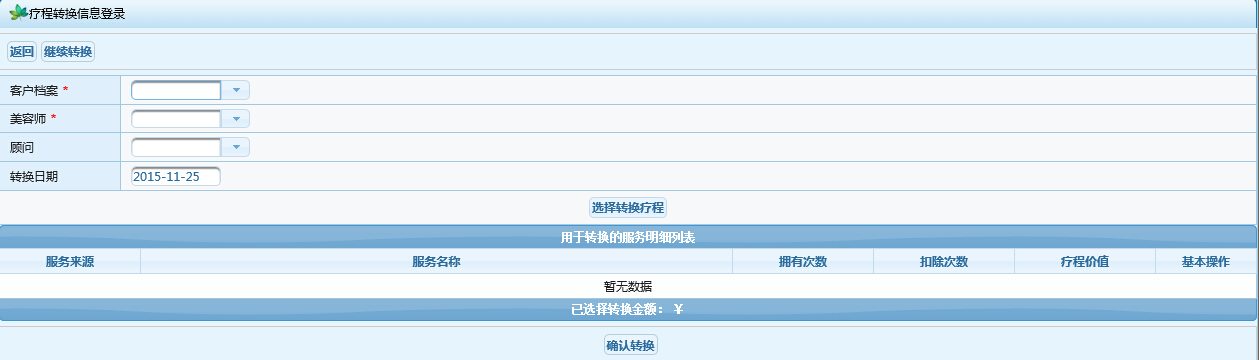 疗程转换信息登录
返回 继续转换
客户档案 *
美容师 *
顾问
转换日期 2015-11-25
选择转换疗程
用于转换的服务明细列表
服务来源 服务名称 拥有次数 扣除次数 疗程价值 基本操作
暂无数据
已选择转换金额： ￥
确认转换